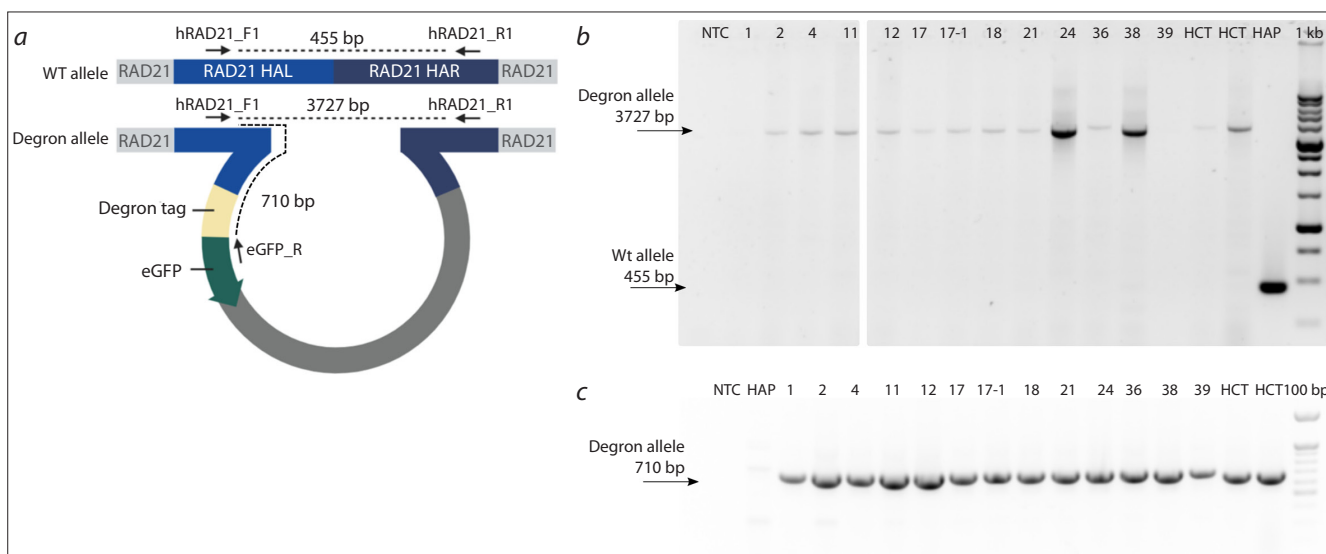 a
hRAD21_F1 455 bp hRAD21_R1
WT allele RAD21 RAD21 HAL RAD21 HAR RAD21
hRAD21_F1 3727 bp hRAD21_R1
Degron allele RAD21 RAD21
Degron tag
710 bp
eGFP_R
eGFP
b
NTC 1 2 4 11 12 17 17-1 18 21 24 36 38 39 HCT HCT HAP 1 kb
Degron allele
3727 bp
Wt allele
455 bp
c
NTC HAP 1 2 4 11 12 17 17-1 18 21 24 36 38 39 HCT HCT 100 bp
Degron allele
710 bp